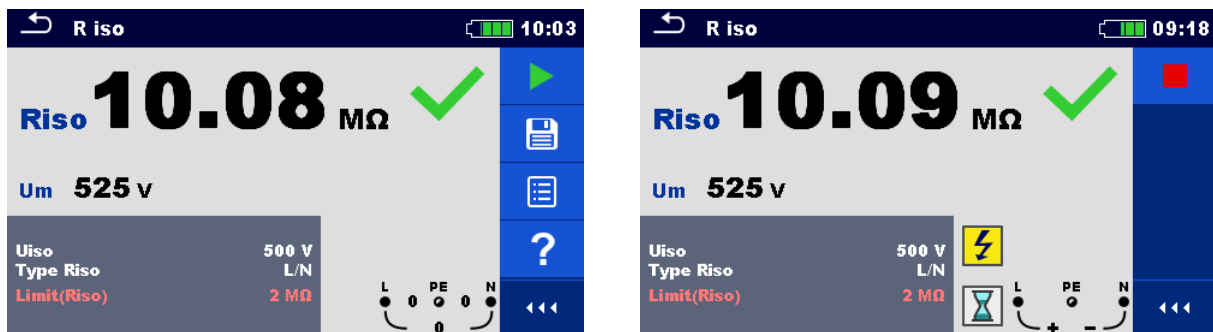 R iso 10:03
Riso 10.08 MΩ
Um 525 V
Uiso 500 V
Type Riso L/N
Limit(Riso) 2 MΩ
?
L PE N
0 0
0
R iso 09:18
Riso 10.09 MΩ
Um 525 V
Uiso 500 V
Type Riso L/N
Limit(Riso) 2 MΩ
L PE N
+ -